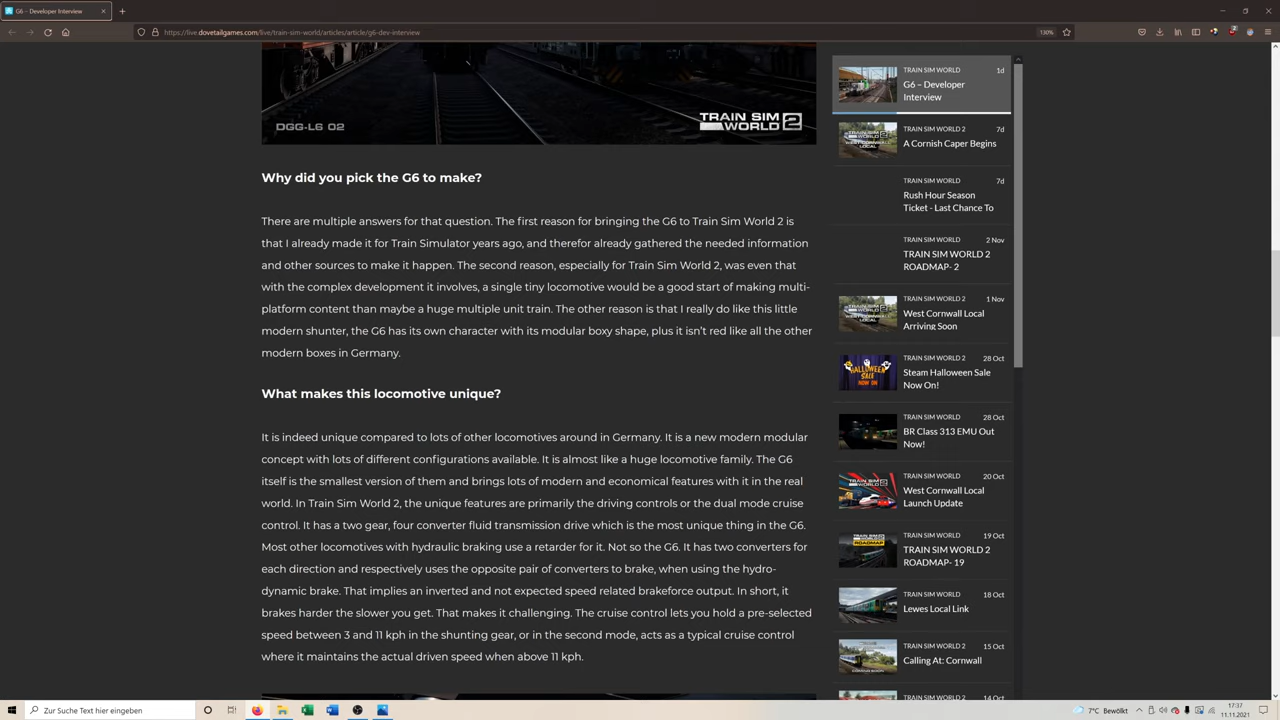 G6 – Developer Interview
https://live.dovetailgames.com/live/train-sim-world/articles/article/g6-dev-interview
130%
DGG-L6 02
TRAIN SIM
WORLD 2
Why did you pick the G6 to make?
There are multiple answers for that question. The first reason for bringing the G6 to Train Sim World 2 is
that I already made it for Train Simulator years ago, and therefor already gathered the needed information
and other sources to make it happen. The second reason, especially for Train Sim World 2, was even that
with the complex development it involves, a single tiny locomotive would be a good start of making multi-
platform content than maybe a huge multiple unit train. The other reason is that I really do like this little
modern shunter, the G6 has its own character with its modular boxy shape, plus it isn't red like all the other
modern boxes in Germany.
What makes this locomotive unique?
It is indeed unique compared to lots of other locomotives around in Germany. It is a new modern modular
concept with lots of different configurations available. It is almost like a huge locomotive family. The G6
itself is the smallest version of them and brings lots of modern and economical features with it in the real
world. In Train Sim World 2, the unique features are primarily the driving controls or the dual mode cruise
control. It has a two gear, four converter fluid transmission drive which is the most unique thing in the G6.
Most other locomotives with hydraulic braking use a retarder for it. Not so the G6. It has two converters for
each direction and respectively uses the opposite pair of converters to brake, when using the hydro-
dynamic brake. That implies an inverted and not expected speed related brakeforce output. In short, it
brakes harder the slower you get. That makes it challenging. The cruise control lets you hold a pre-selected
speed between 3 and 11 kph in the shunting gear, or in the second mode, acts as a typical cruise control
where it maintains the actual driven speed when above 11 kph.
TRAIN SIM WORLD 1d
G6 – Developer
Interview
TRAIN SIM WORLD 2 7d
A Cornish Caper Begins
TRAIN SIM WORLD 7d
Rush Hour Season
Ticket - Last Chance To
TRAIN SIM WORLD 2 Nov
TRAIN SIM WORLD 2
ROADMAP- 2
TRAIN SIM WORLD 2 1 Nov
West Cornwall Local
Arriving Soon
TRAIN SIM WORLD 2 28 Oct
Steam Halloween Sale
Now On!
TRAIN SIM WORLD 28 Oct
BR Class 313 EMU Out
Now!
TRAIN SIM WORLD 20 Oct
West Cornwall Local
Launch Update
TRAIN SIM WORLD 19 Oct
TRAIN SIM WORLD 2
ROADMAP- 19
TRAIN SIM WORLD 18 Oct
Lewes Local Link
TRAIN SIM WORLD 2 15 Oct
Calling At: Cornwall
TRAIN SIM WORLD 14 Oct
Zur Suche Text hier eingeben
7°C Bewölkt
17:37
11.11.2021